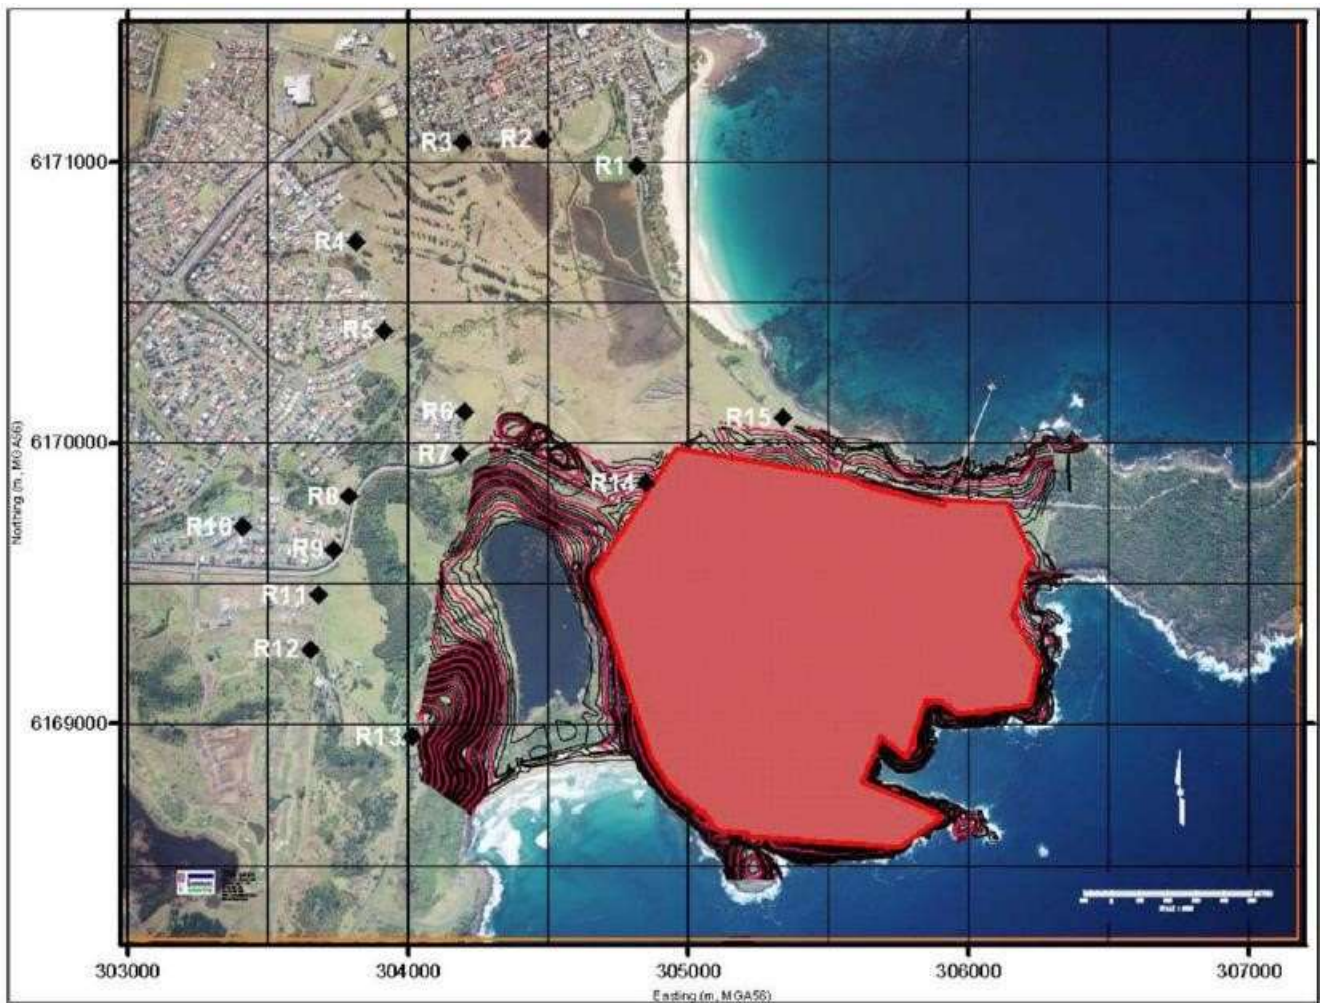 R3
R2
R1
6171000
R4
R5
R6
R15
6170000
R7
R14
R8
R10
R9
R11
R12
6169000
R13
Northing (m, MGA56)
303000
304000
305000
306000
307000
Easting (m, MGA56)